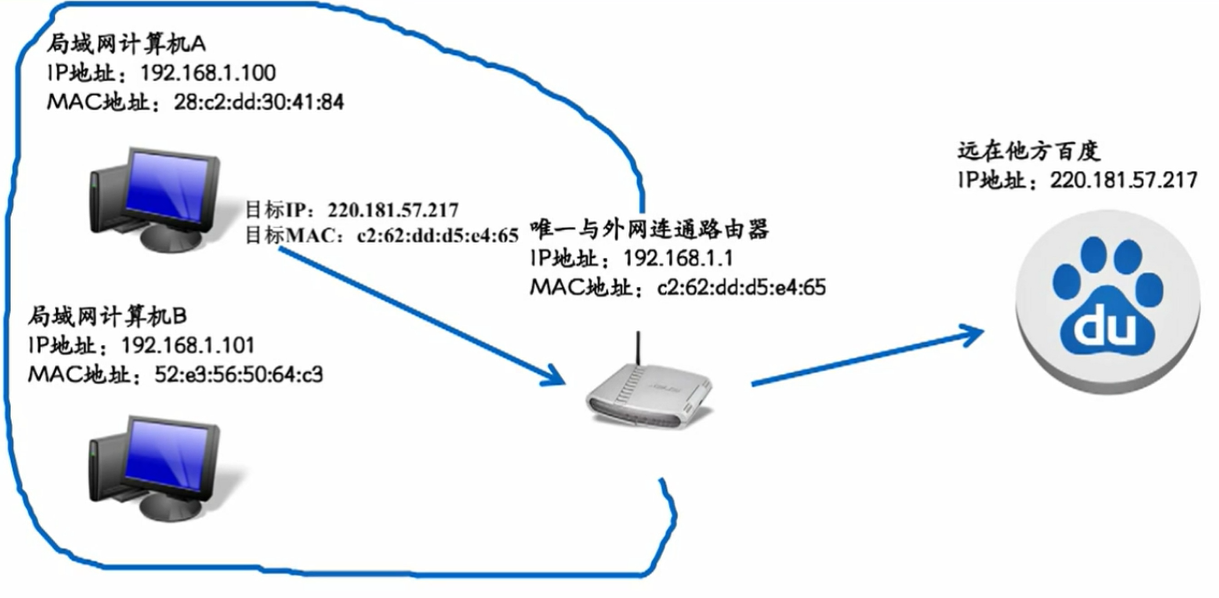 局域网计算机A
IP地址：192.168.1.100
MAC地址：28:c2:dd:30:41:84
远在他方百度
IP地址：220.181.57.217
目标IP：220.181.57.217
目标MAC：c2:62:dd:d5:c4:65
唯一与外网连通路由器
IP地址：192.168.1.1
MAC地址：c2:62:dd:d5:e4:65
局域网计算机B
IP地址：192.168.1.101
MAC地址：52:e3:56:50:64:c3
du